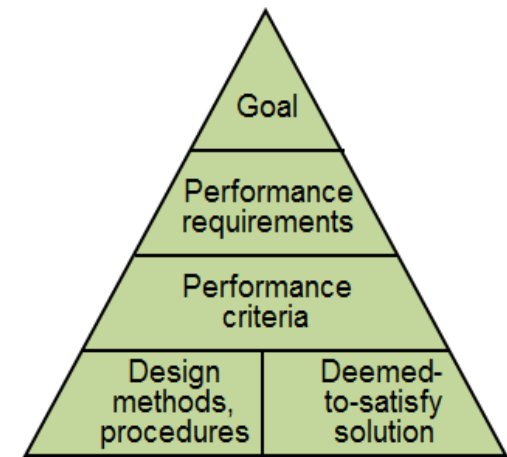 Goal
Performance
requirements
Performance
criteria
Design
methods,
procedures
Deemed-
to-satisfy
solution